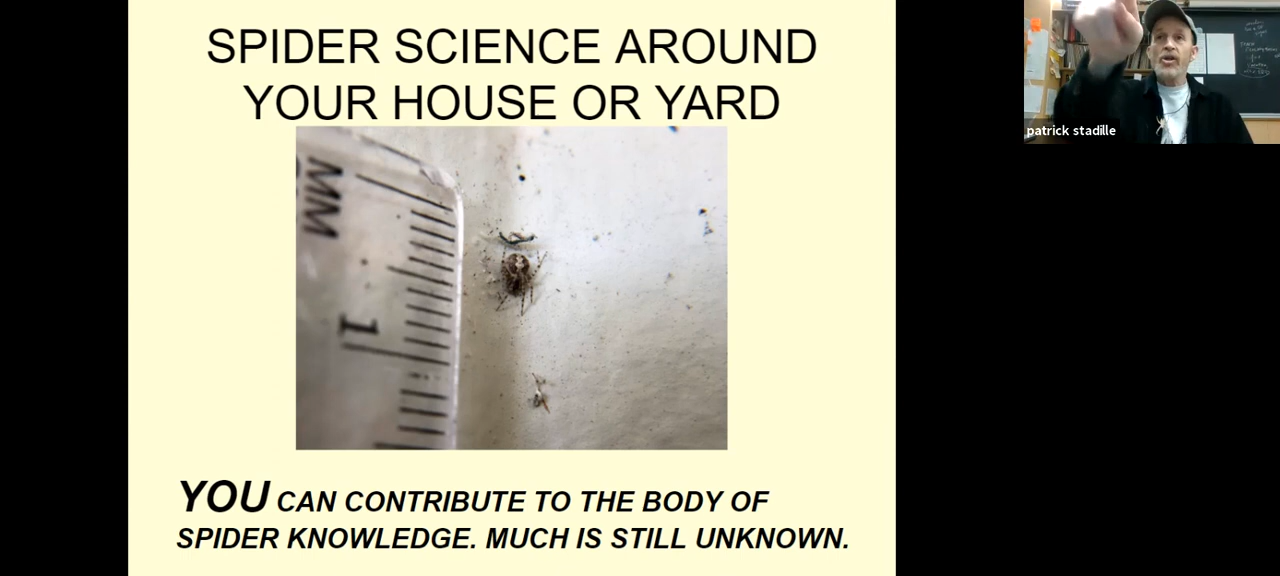 SPIDER SCIENCE AROUND
YOUR HOUSE OR YARD
MM
1
YOU CAN CONTRIBUTE TO THE BODY OF
SPIDER KNOWLEDGE. MUCH IS STILL UNKNOWN.
patrick stadille